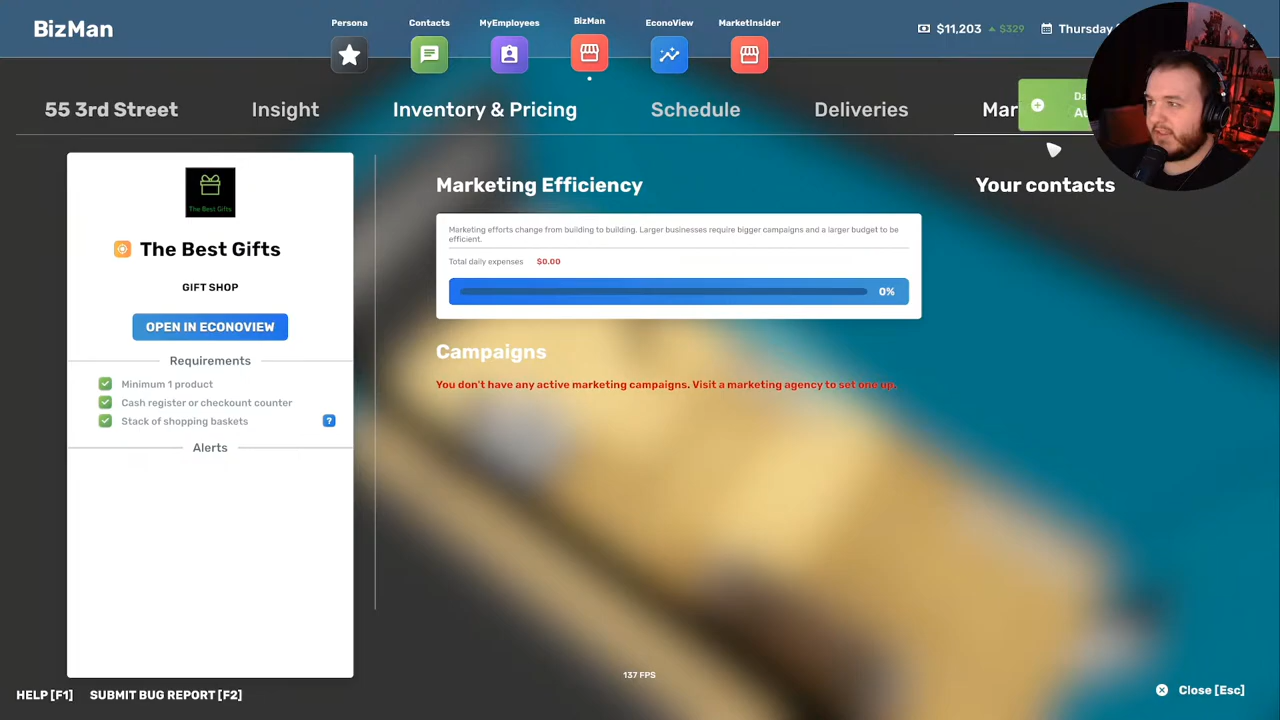 BizMan
Persona
Contacts
MyEmployees
BizMan
EconoView
MarketInsider
$11,203 $329
Thursday
55 3rd Street
Insight
Inventory & Pricing
Schedule
Deliveries
The Best Gifts
The Best Gifts
GIFT SHOP
OPEN IN ECONOVIEW
Requirements
Minimum 1 product
Cash register or checkount counter
Stack of shopping baskets ?
Alerts
Marketing Efficiency
Marketing efforts change from building to building. Larger businesses require bigger campaigns and a larger budget to be
efficient.
Total daily expenses $0.00
0%
Campaigns
You don't have any active marketing campaigns. Visit a marketing agency to set one up.
Your contacts
137 FPS
HELP [F1] SUBMIT BUG REPORT [F2]
Close [Esc]